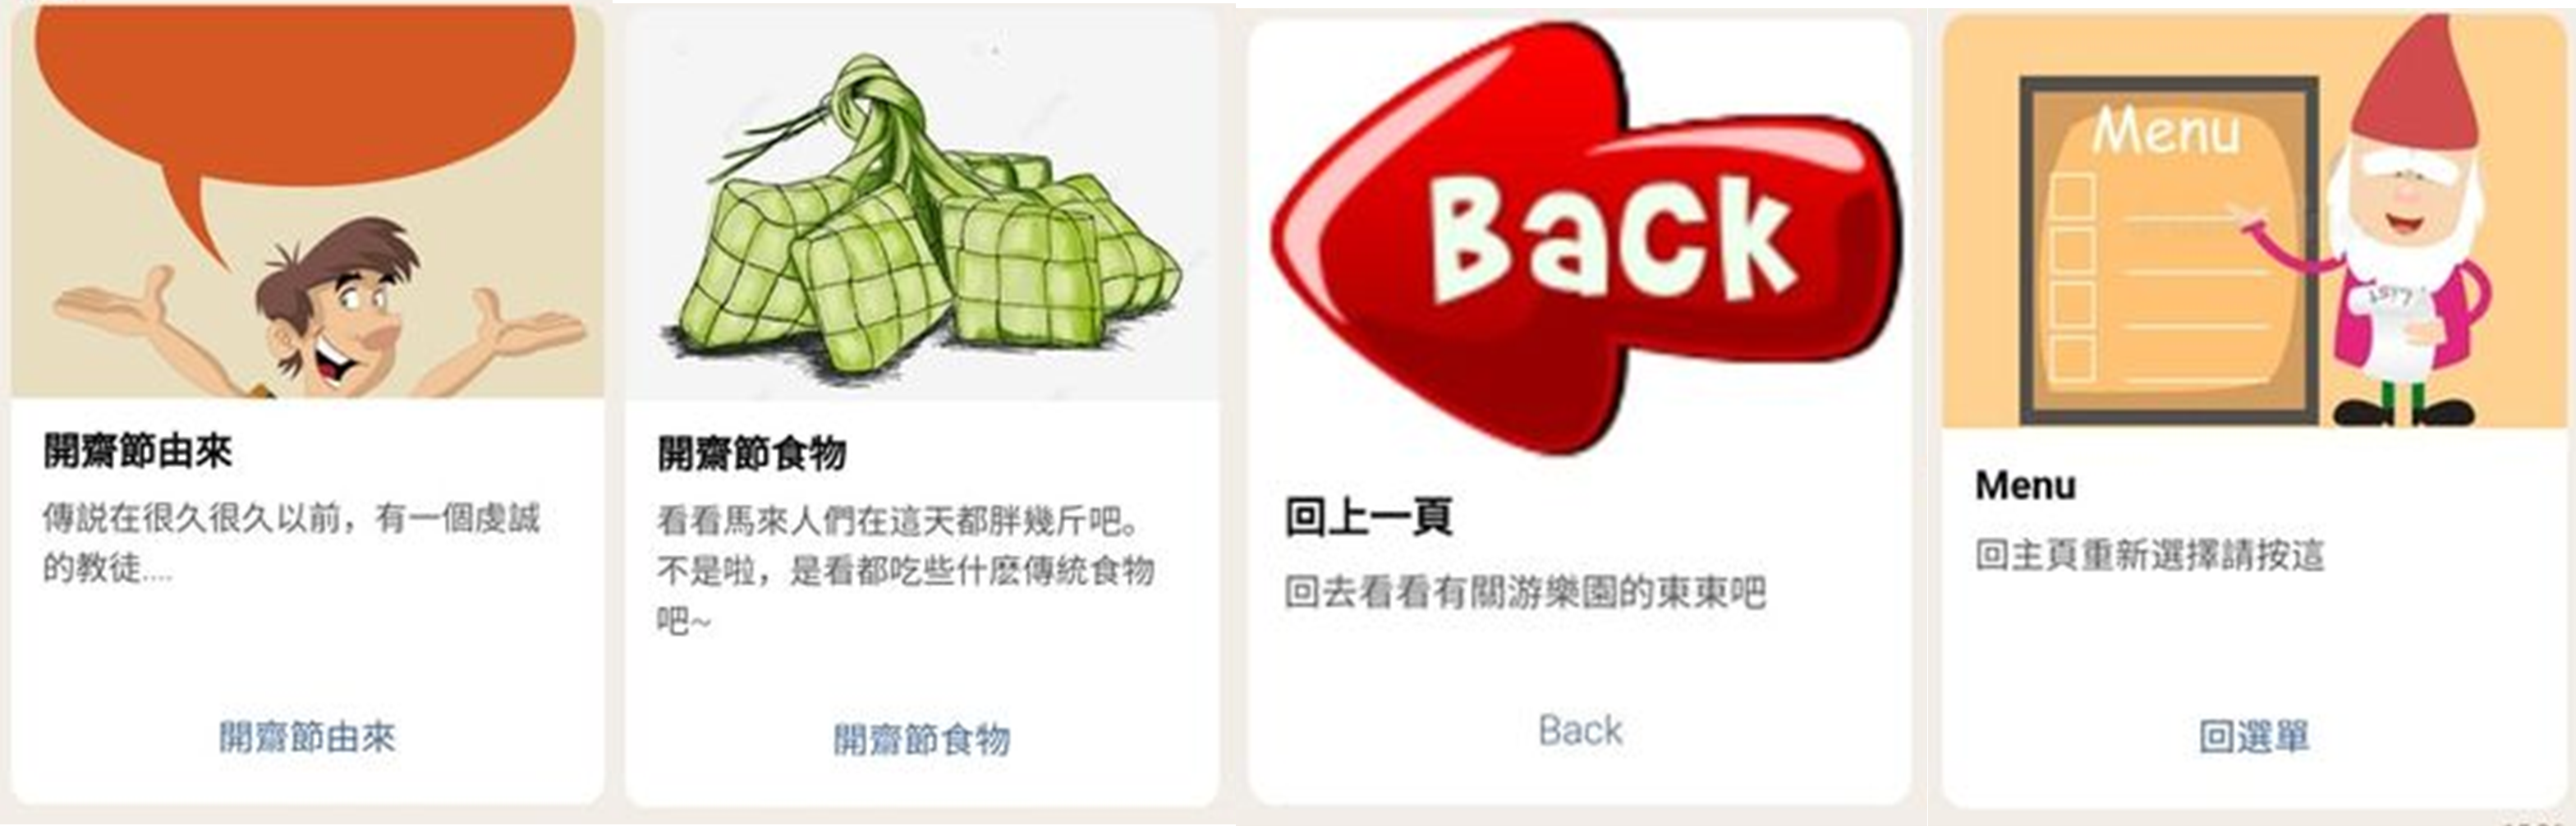 開齋節由來
傳説在很久很久以前，有一個虔誠
的教徒....
開齋節由來
開齋節食物
看看馬來人們在這天都胖幾斤吧。
不是啦，是看都吃些什麽傳統食物
吧~
開齋節食物
Back
回上一頁
回去看看有關游樂園的東東吧
Back
Menu
Menu
回主頁重新選擇請按這
回選單